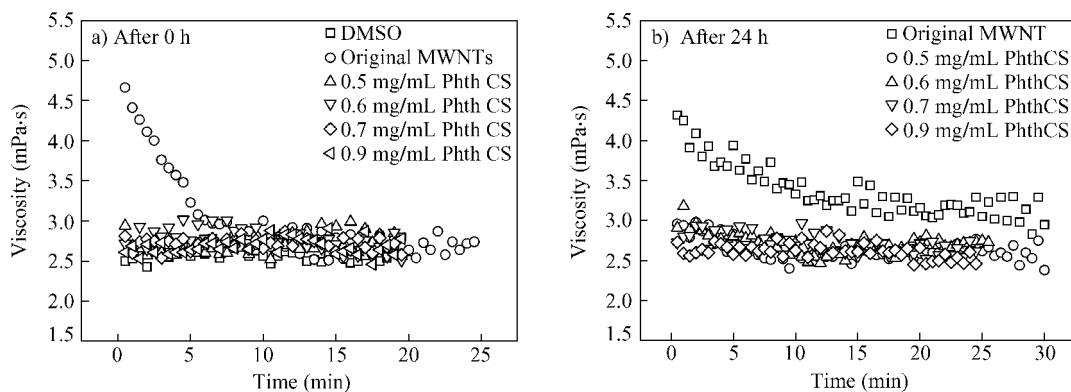 a) After 0 h
DMSO
Original MWNTs
0.5 mg/mL Phth CS
0.6 mg/mL Phth CS
0.7 mg/mL Phth CS
0.9 mg/mL Phth CS
5.5
5.0
4.5
4.0
3.5
3.0
2.5
2.0
1.5
Viscosity (mPa·s)
0 5 10 15 20 25
Time (min)
b) After 24 h
Original MWNT
0.5 mg/mL PhthCS
0.6 mg/mL PhthCS
0.7 mg/mL PhthCS
0.9 mg/mL PhthCS
5.5
5.0
4.5
4.0
3.5
3.0
2.5
2.0
1.5
Viscosity (mPa·s)
0 5 10 15 20 25 30
Time (min)